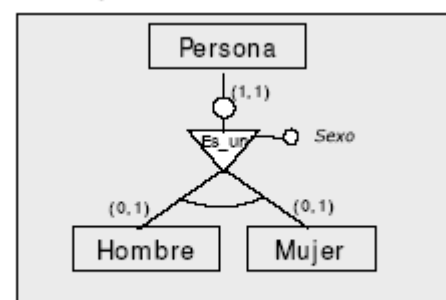 Persona
(1,1)
Es_un
Sexo
(0,1)
(0,1)
Hombre
Mujer